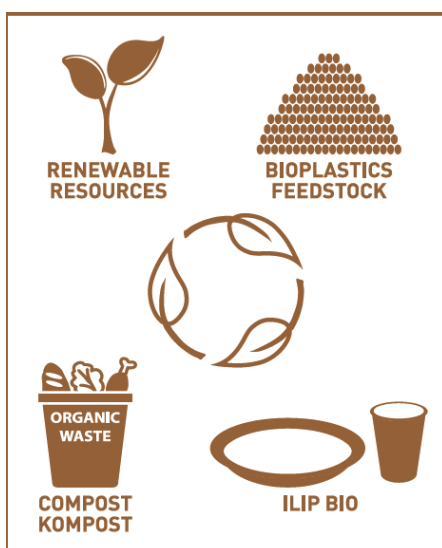 RENEWABLE
RESOURCES
BIOPLASTICS
FEEDSTOCK
ORGANIC
WASTE
COMPOST
KOMPOST
ILIP BIO